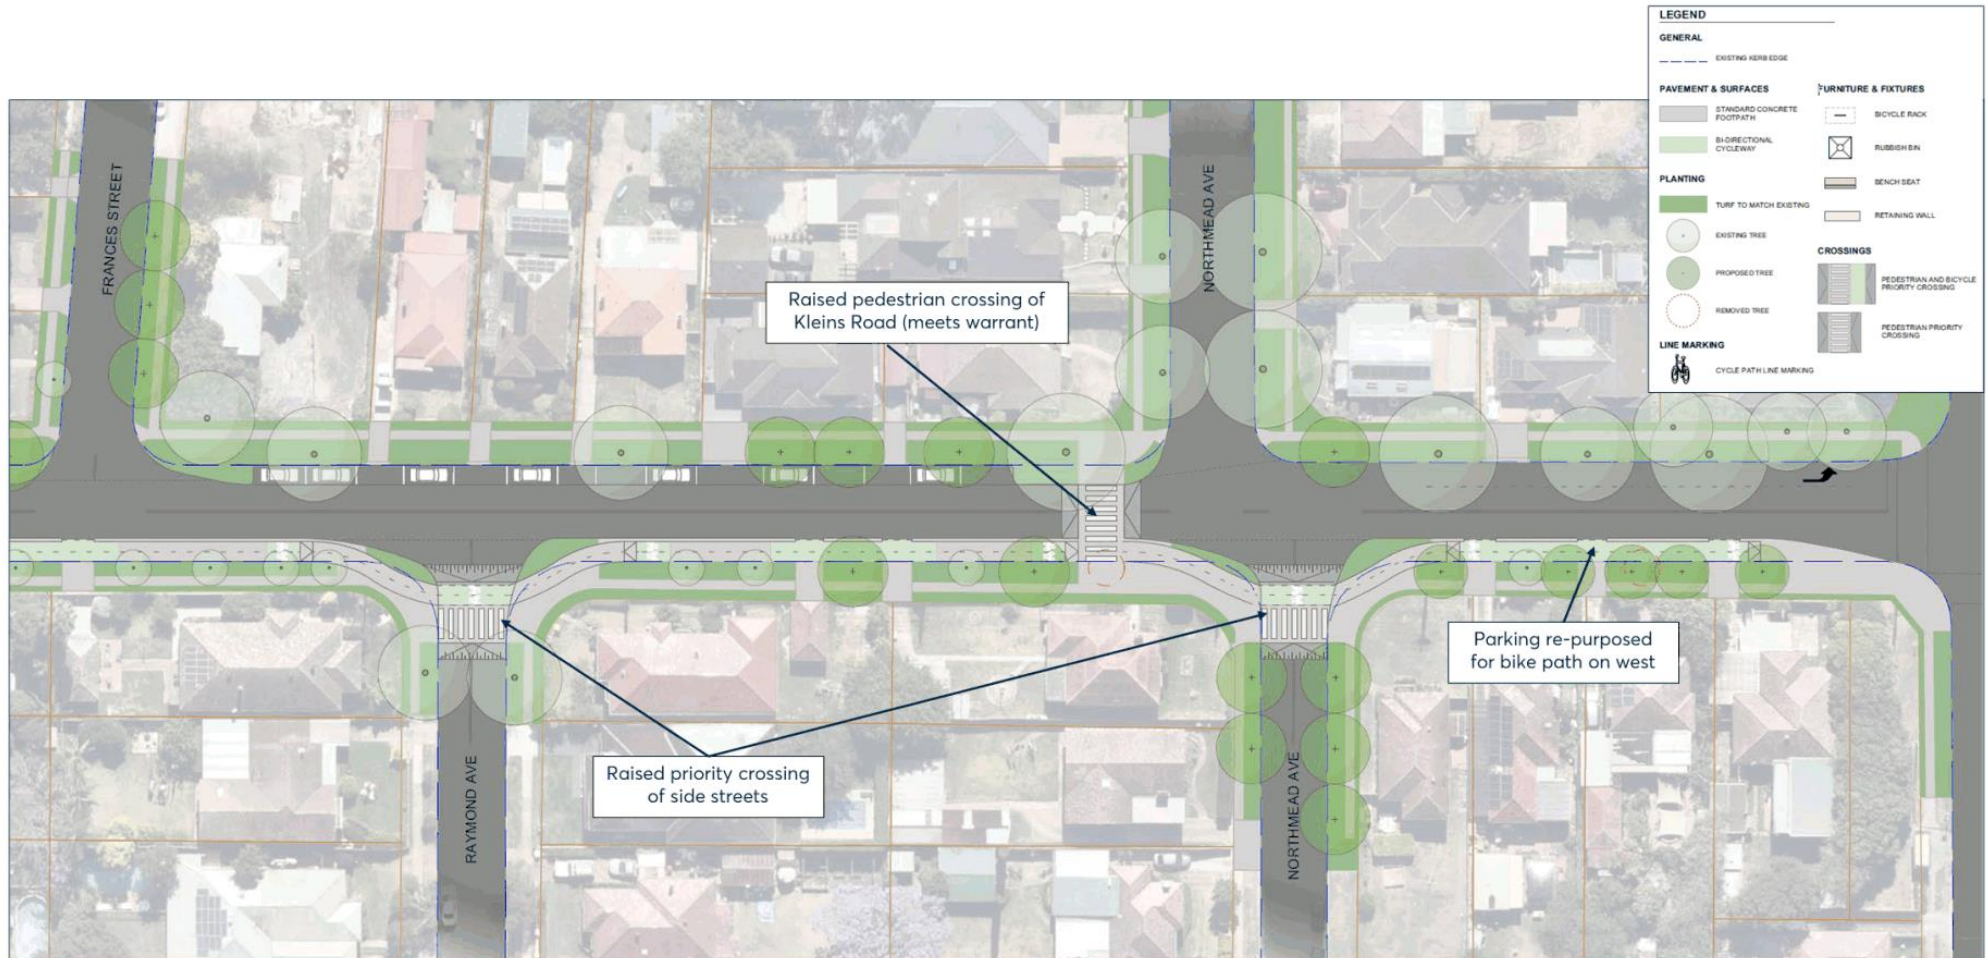 LEGEND
GENERAL
EXISTING KERB EDGE
PAVEMENT & SURFACES
STANDARD CONCRETE
FOOTPATH
BI-DIRECTIONAL
CYCLEWAY
PLANTING
TURF TO MATCH EXISTING
EXISTING TREE
PROPOSED TREE
REMOVED TREE
LINE MARKING
CYCLE PATH LINE MARKING
FURNITURE & FIXTURES
BICYCLE RACK
RUBBISH BIN
BENCH SEAT
RETAINING WALL
CROSSINGS
PEDESTRIAN AND BICYCLE
PRIORITY CROSSING
PEDESTRIAN PRIORITY
CROSSING
FRANCES STREET
NORTHMEAD AVE
Raised pedestrian crossing of
Kleins Road (meets warrant)
Parking re-purposed
for bike path on west
Raised priority crossing
of side streets
RAYMOND AVE
NORTHMEAD AVE